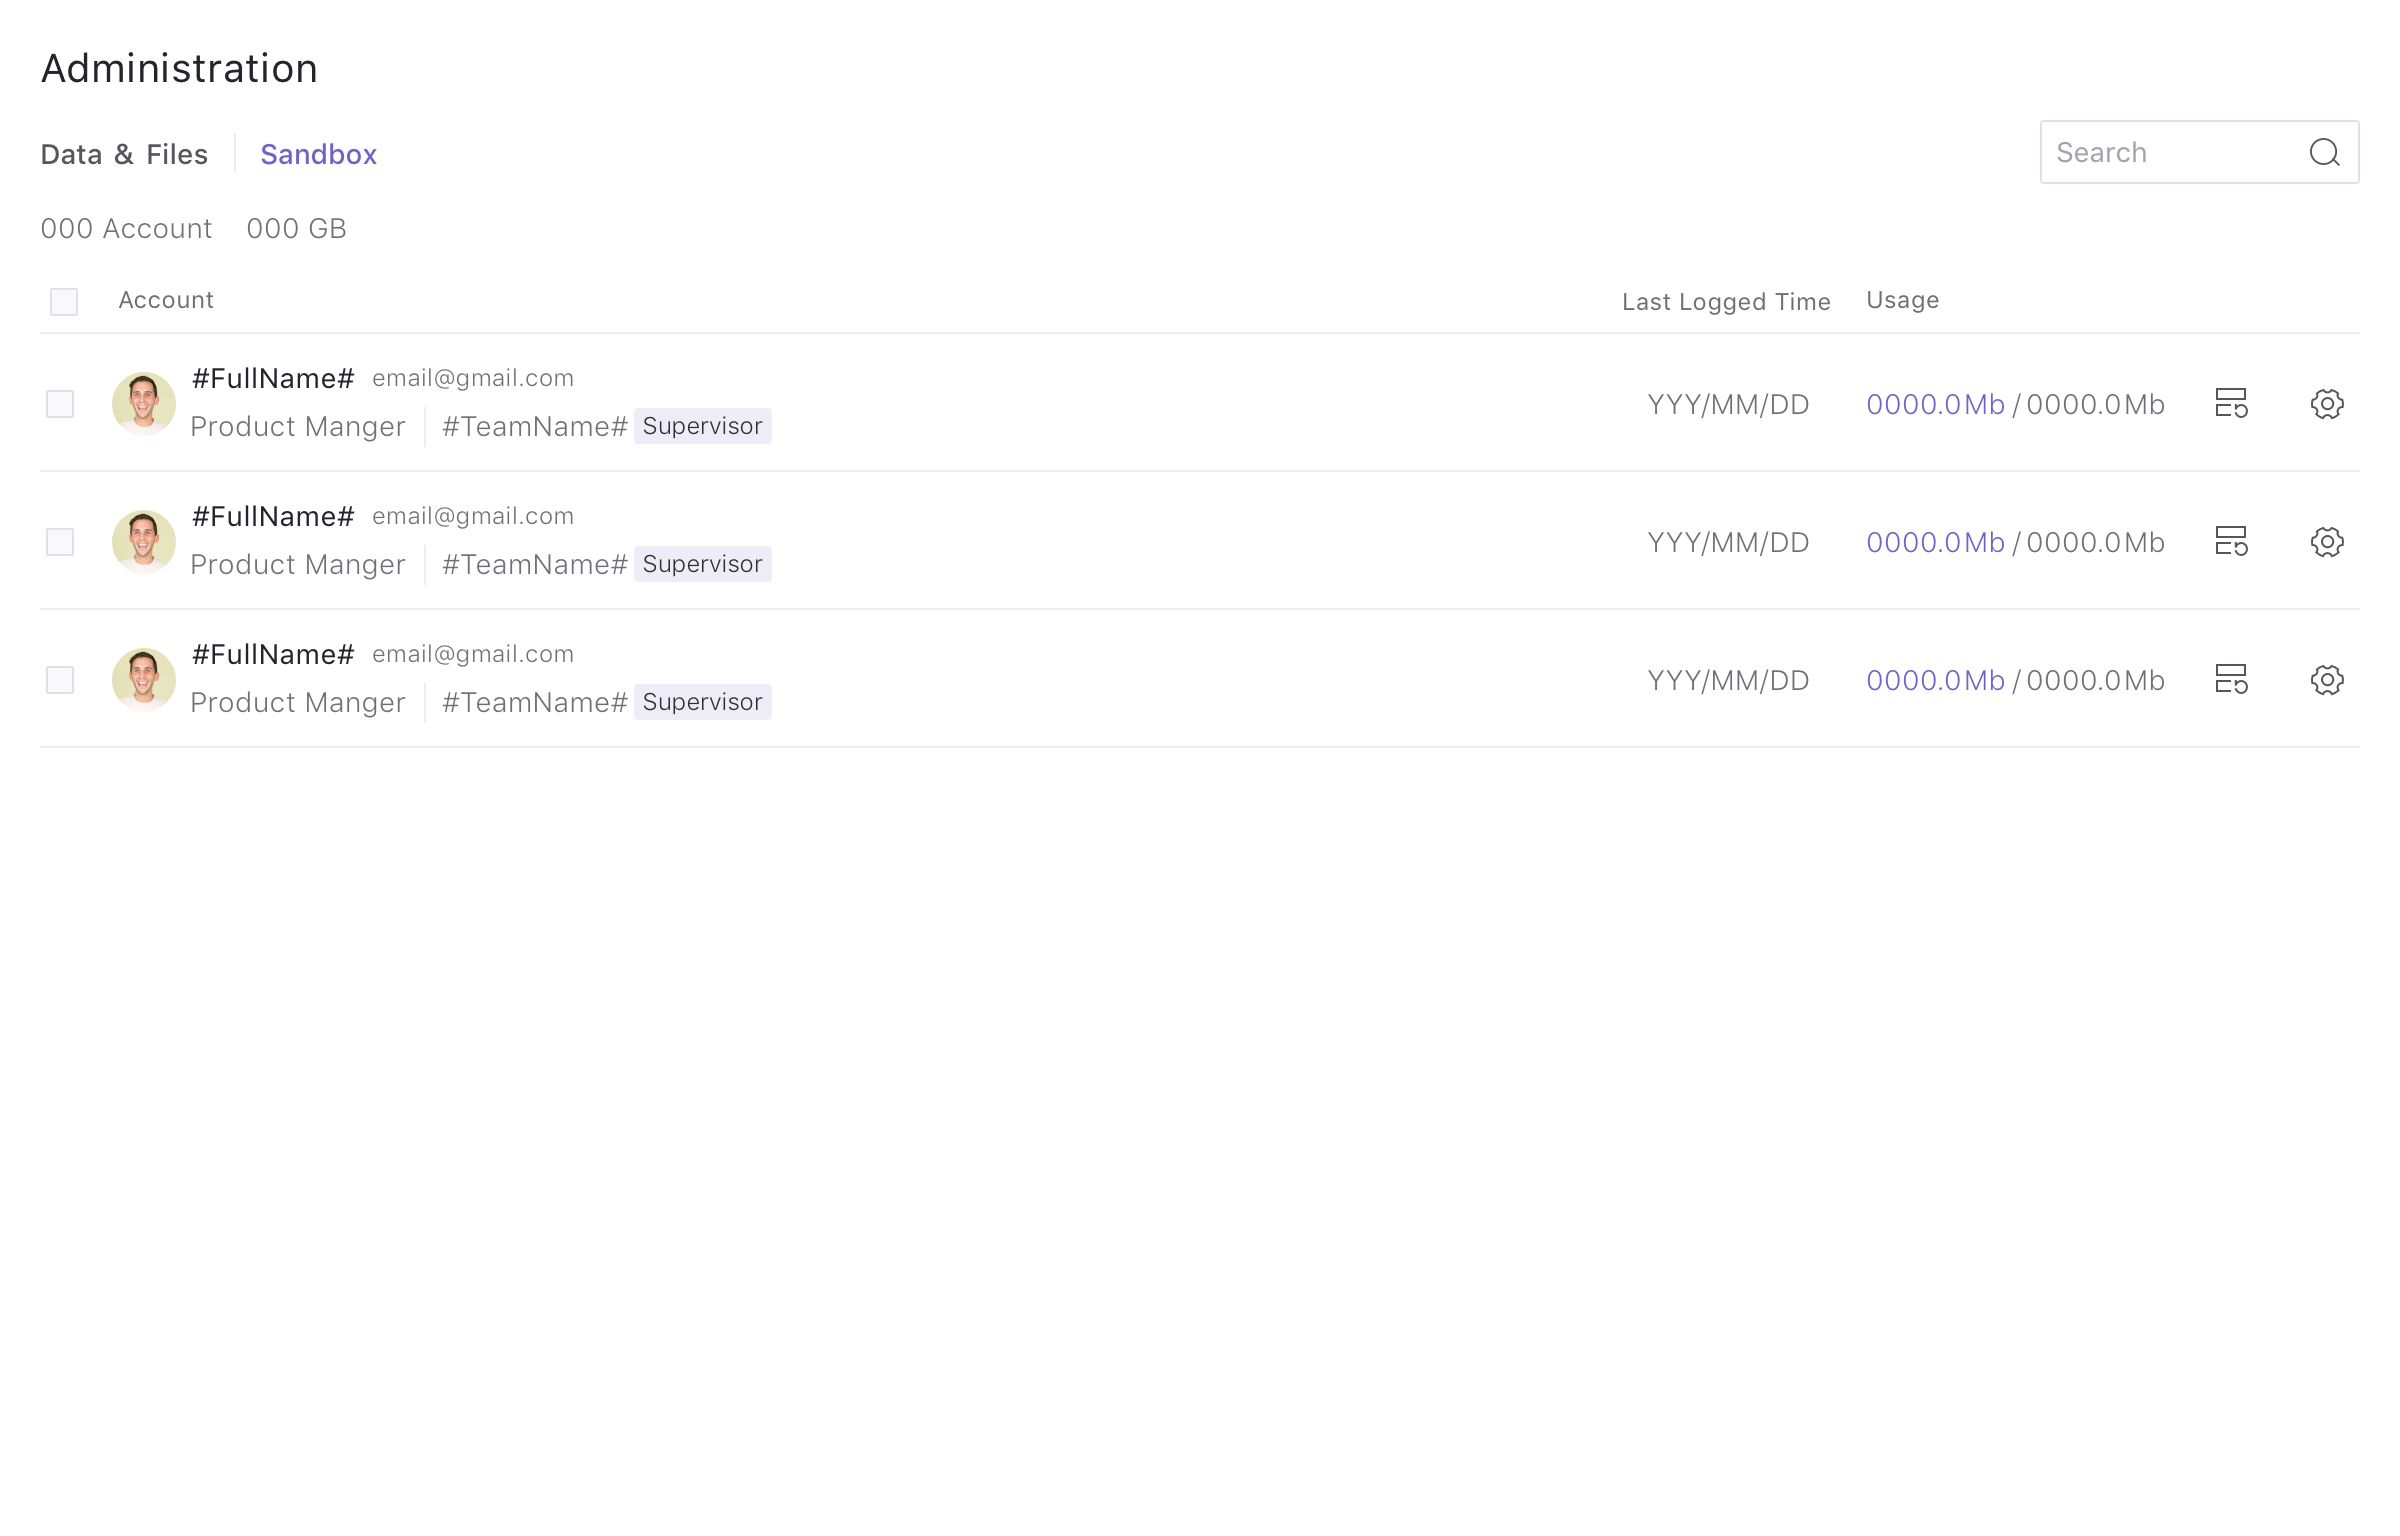 Administration
Data & Files Sandbox
Search
000 Account 000 GB
Account Last Logged Time Usage
#FullName# email@gmail.com
Product Manger #TeamName# Supervisor
YYY/MM/DD 0000.0Mb / 0000.0Mb
#FullName# email@gmail.com
Product Manger #TeamName# Supervisor
YYY/MM/DD 0000.0Mb / 0000.0Mb
#FullName# email@gmail.com
Product Manger #TeamName# Supervisor
YYY/MM/DD 0000.0Mb / 0000.0Mb